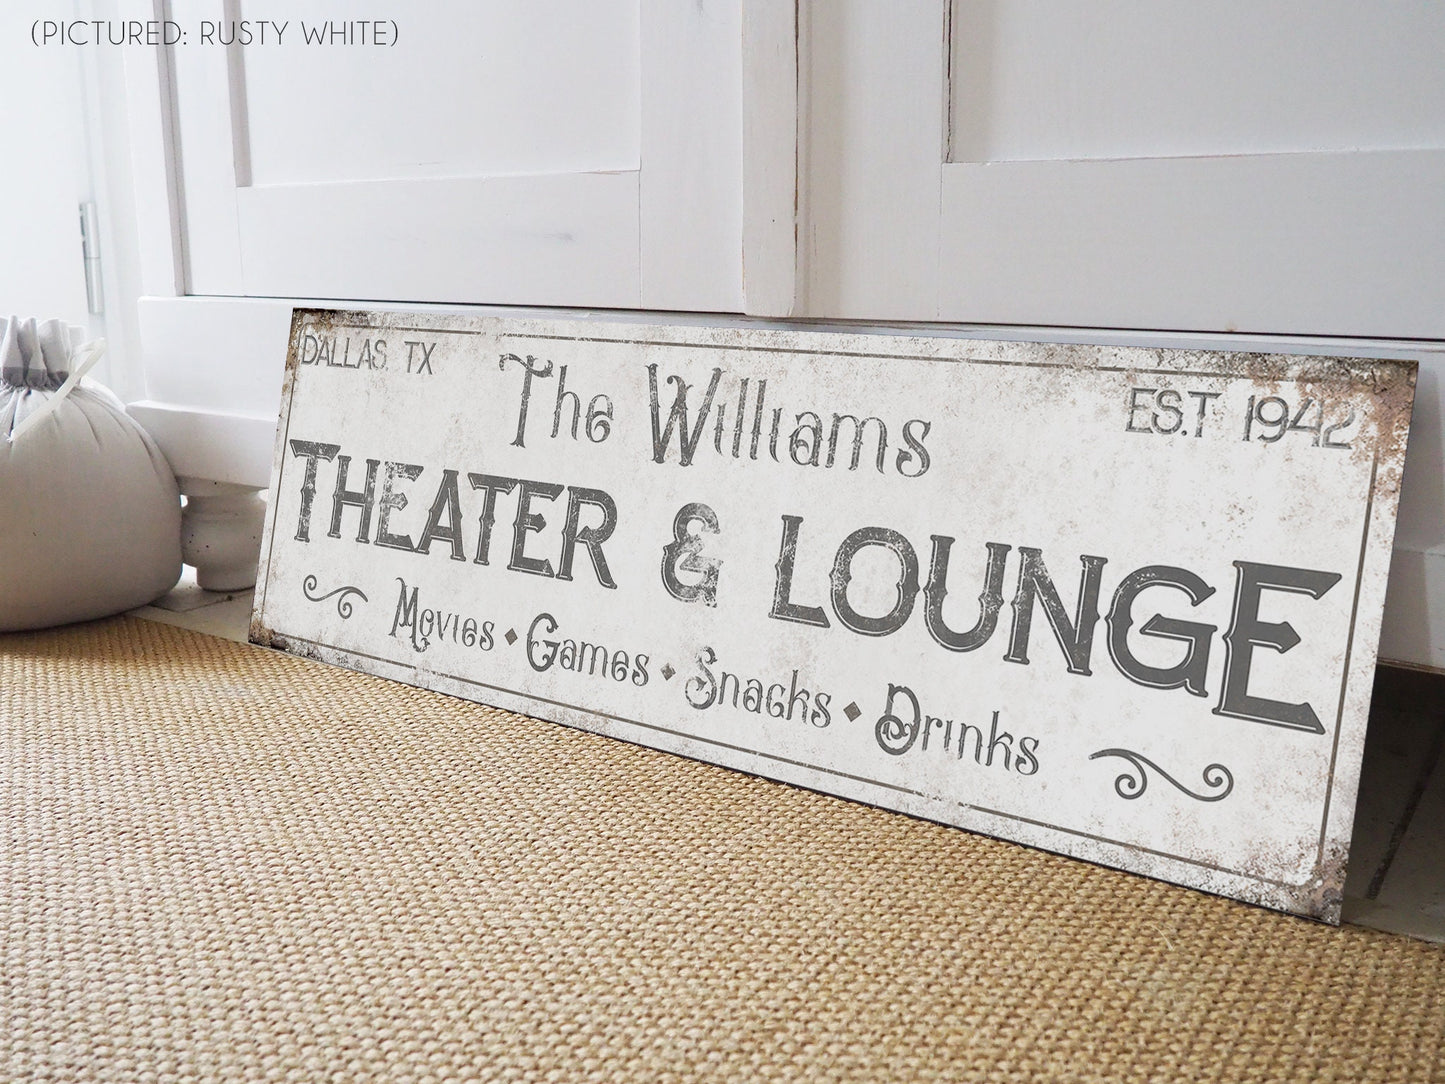 (PICTURED: RUSTY WHITE)
DALLAS, TX
EST. 1942
The Williams
THEATER & LOUNGE
Movies ◆ Games ◆ Snacks ◆ Drinks